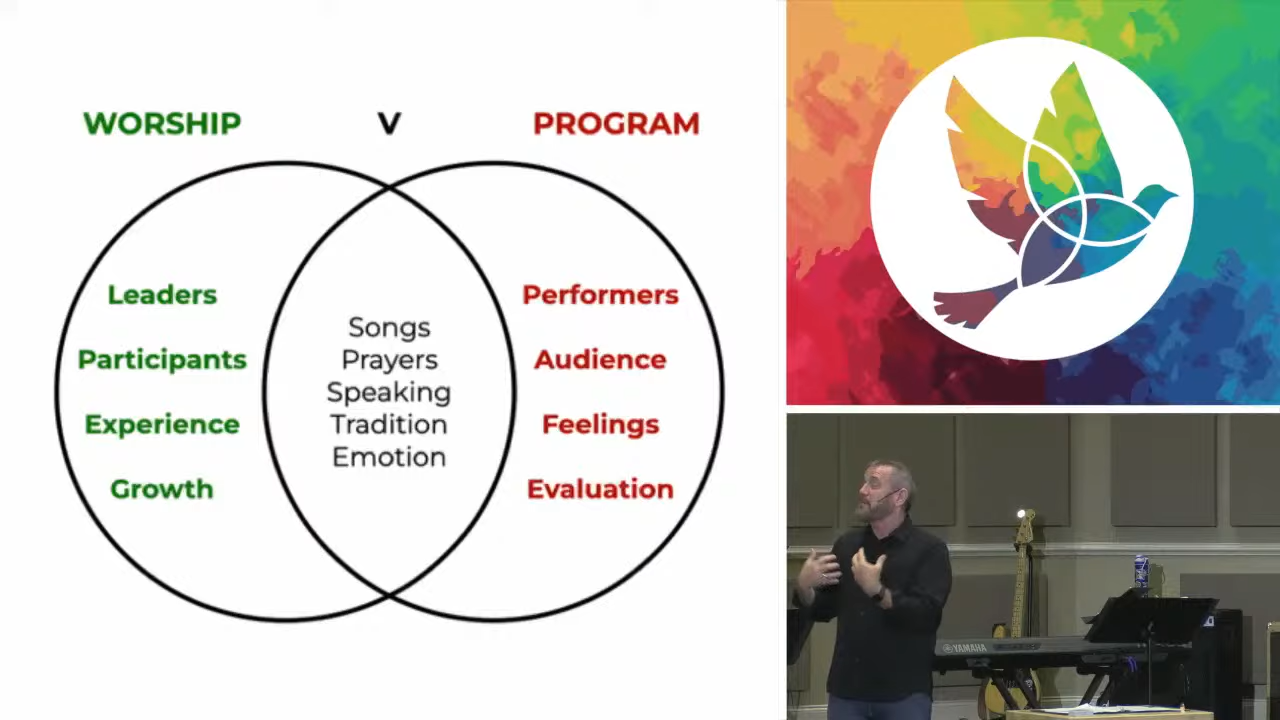 WORSHIP V PROGRAM
Leaders
Participants
Experience
Growth
Songs
Prayers
Speaking
Tradition
Emotion
Performers
Audience
Feelings
Evaluation
YAMAHA